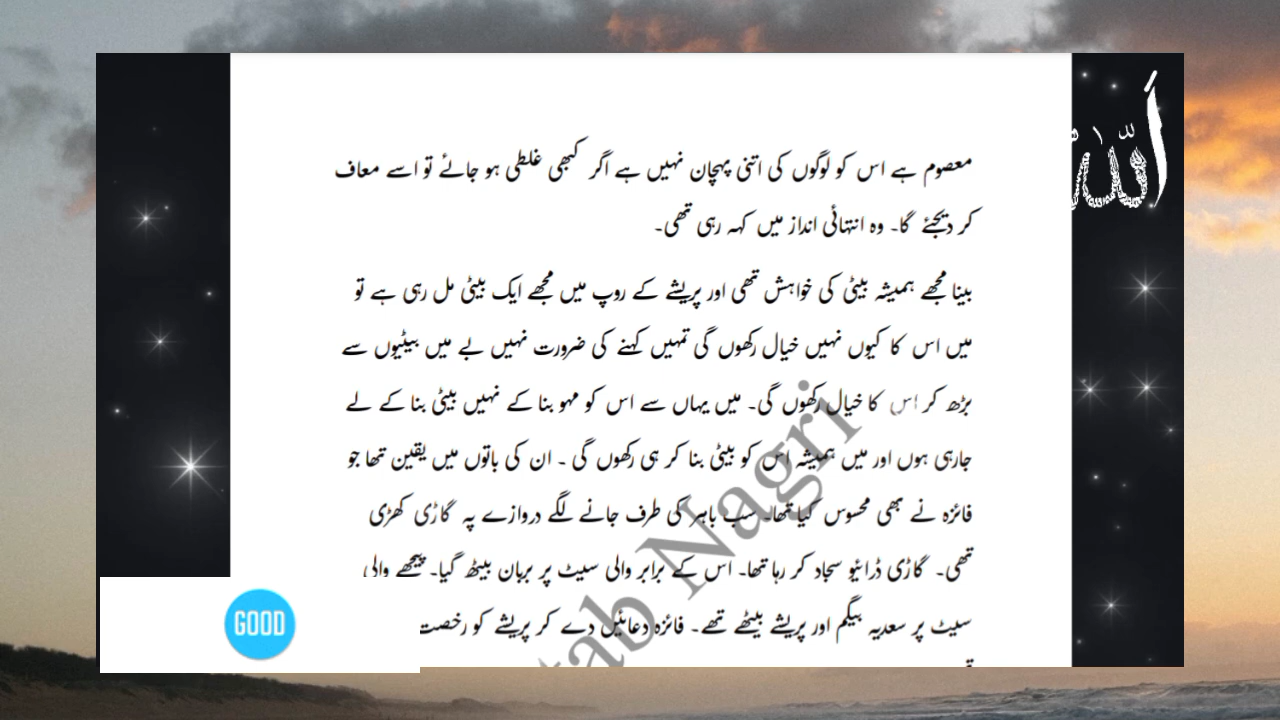 معصوم ہے اس کو لوگوں کی اتنی پہچان نہیں ہے اگر کبھی غلطی ہو جائے تو اسے معاف
کر دیجئے گا۔ وہ انتہائی انداز میں کہہ رہی تھی۔
بینا مجھے ہمیشہ بیٹی کی خواہش تھی اور پریشے کے روپ میں مجھے ایک بیٹی مل رہی ہے تو
میں اس کا کیوں نہیں خیال رکھوں گی تمہیں کہنے کی ضرورت نہیں ہے میں بیٹیوں سے
بڑھ کر اس کا خیال رکھوں گی۔ میں یہاں سے اس کو مہو بنا کے نہیں بیٹی بنا کے لے
جارہی ہوں اور میں ہمیشہ اس کو بیٹی بنا کر ہی رکھوں گی ۔ ان کی باتوں میں یقین تھا جو
فائزہ نے بھی محسوس کیا تھا۔ سب باہر کی طرف جانے لگے دروازے پہ گاڑی کھڑی
تھی۔ گاڑی ڈرائیو سجاد کر رہا تھا۔ اس کے برابر والی سیٹ پر برہان بیٹھ گیا۔ پیچھے والی
سیٹ پر سعدیہ بیگم اور پریشے بیٹھے تھے۔ فائزہ دعائیں دے کر پریشے کو رخصت
tab Nagri
GOOD
اَللّٰه